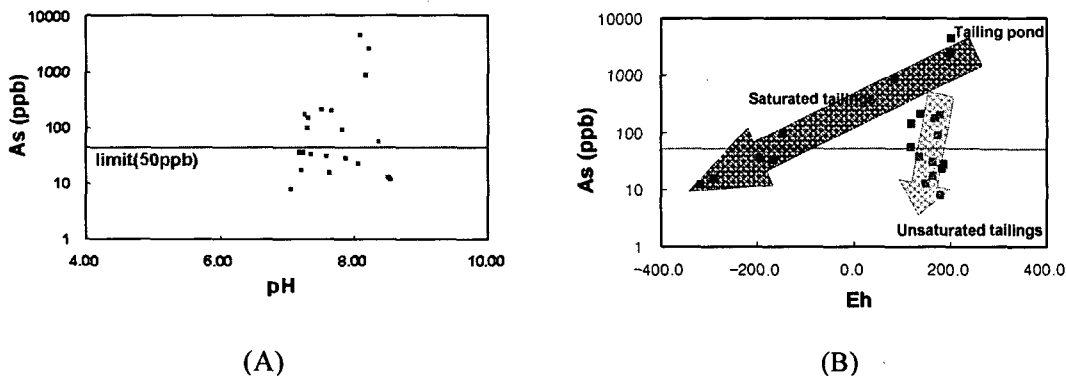 10000
1000
100
10
1
As (ppb)
limit(50ppb)
4.00 6.00 8.00 10.00
pH
(A)
10000
1000
100
10
1
As (ppb)
Tailing pond
Saturated tailings
Unsaturated tailings
-400.0 -200.0 0.0 200.0 400.0
Eh
(B)